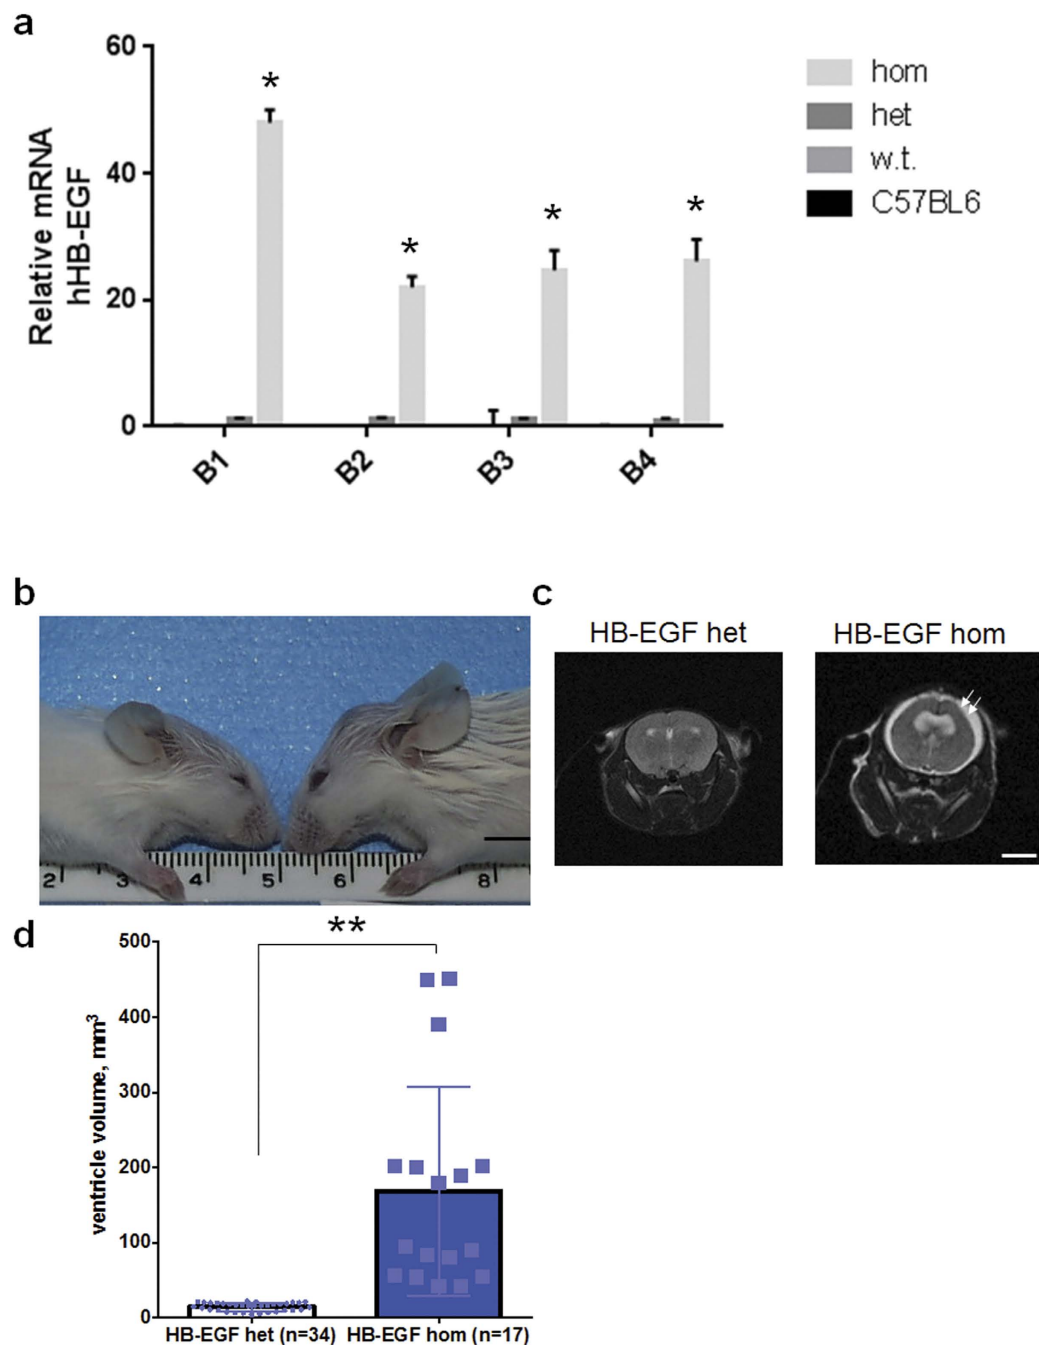 a
60
40
20
0
Relative mRNA
hHB-EGF
*
*
*
*
B1
B2
B3
B4
hom
het
w.t.
C57BL6
b
2 3 4 5 6 8
c
HB-EGF het
HB-EGF hom
d
**
500
400
300
200
100
0
ventricle volume, mm³
HB-EGF het (n=34)
HB-EGF hom (n=17)